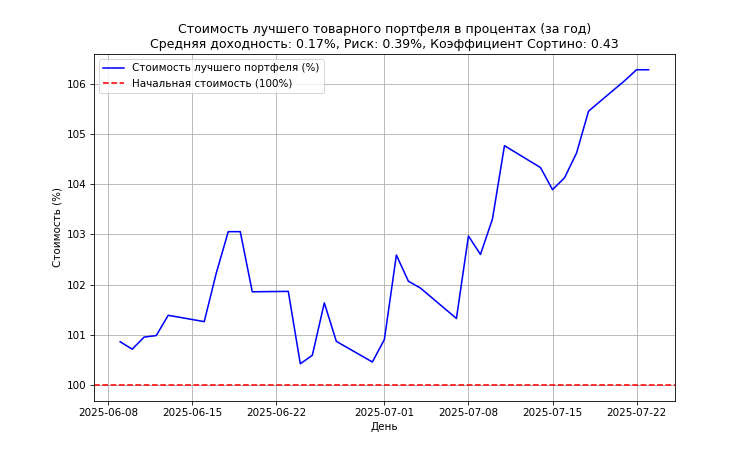 Стоимость лучшего товарного портфеля в процентах (за год)
Средняя доходность: 0.17%, Риск: 0.39%, Коэффициент Сортино: 0.43
Стоимость лучшего портфеля (%)
Начальная стоимость (100%)
Стоимость (%)
106
105
104
103
102
101
100
2025-06-08
2025-06-15
2025-06-22
2025-07-01
2025-07-08
2025-07-15
2025-07-22
День